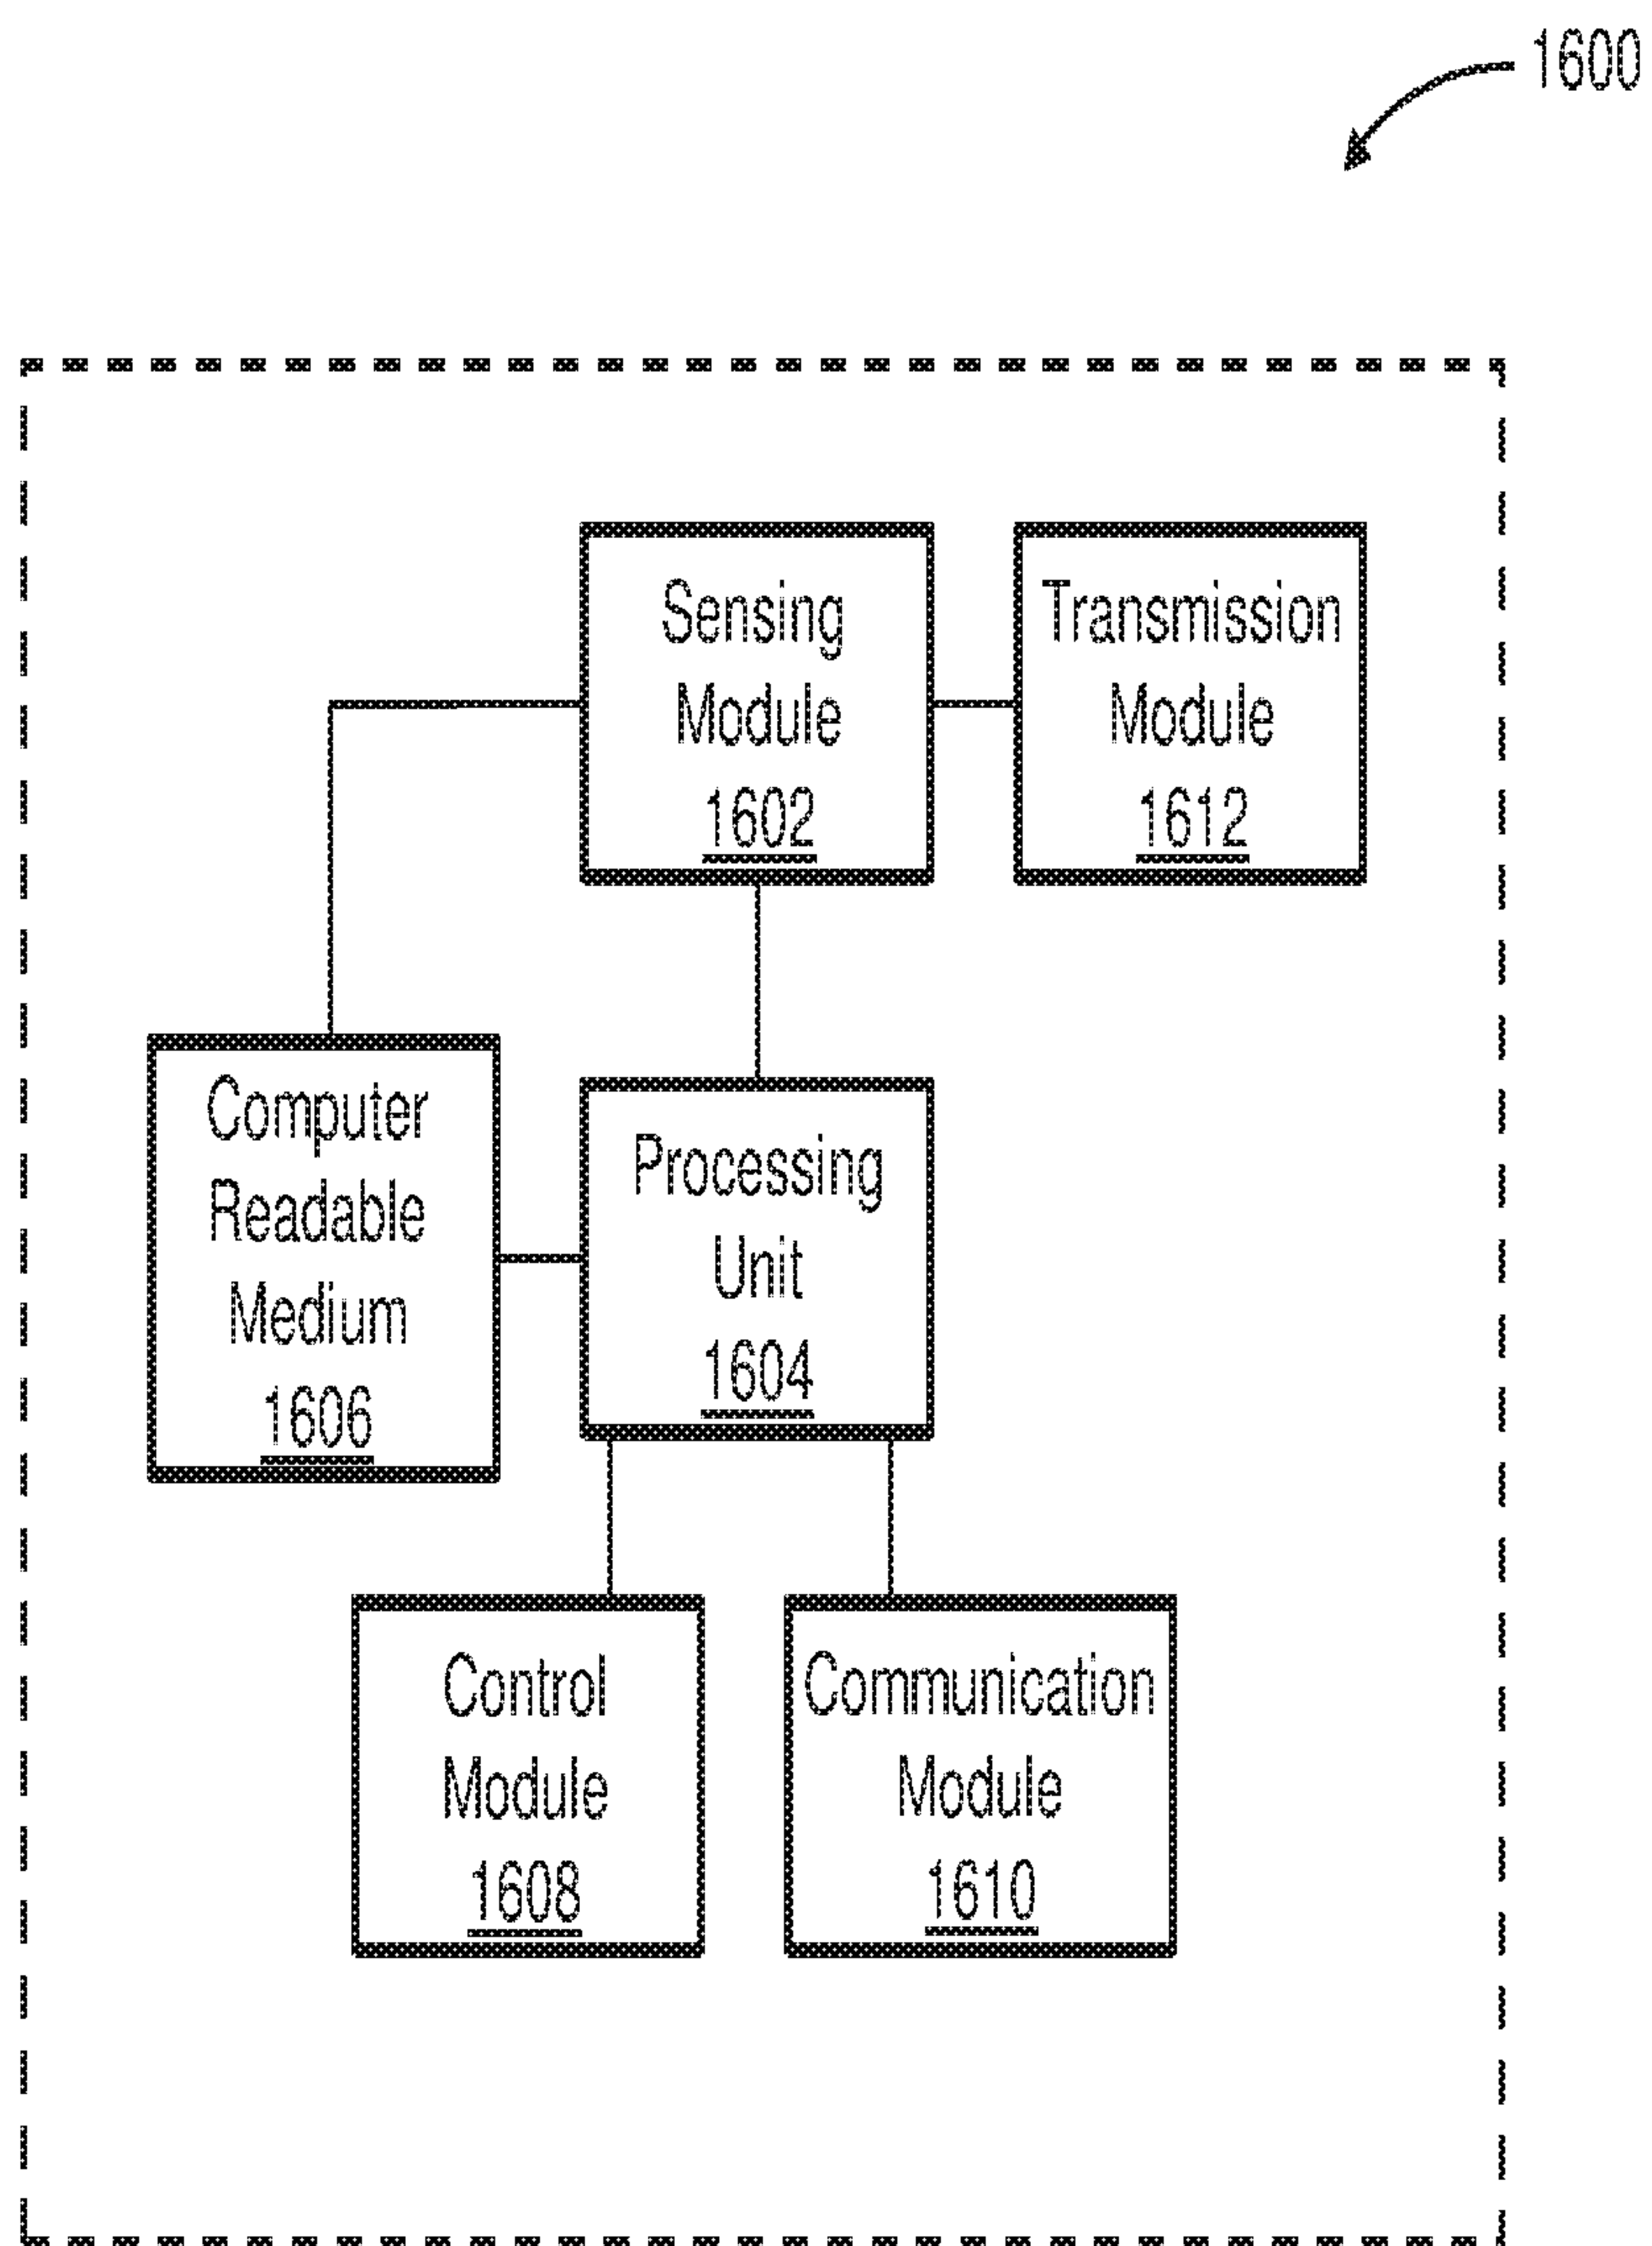 1600
Sensing
Module
1602
Transmission
Module
1612
Computer
Readable
Medium
1606
Processing
Unit
1604
Control
Module
1608
Communication
Module
1610